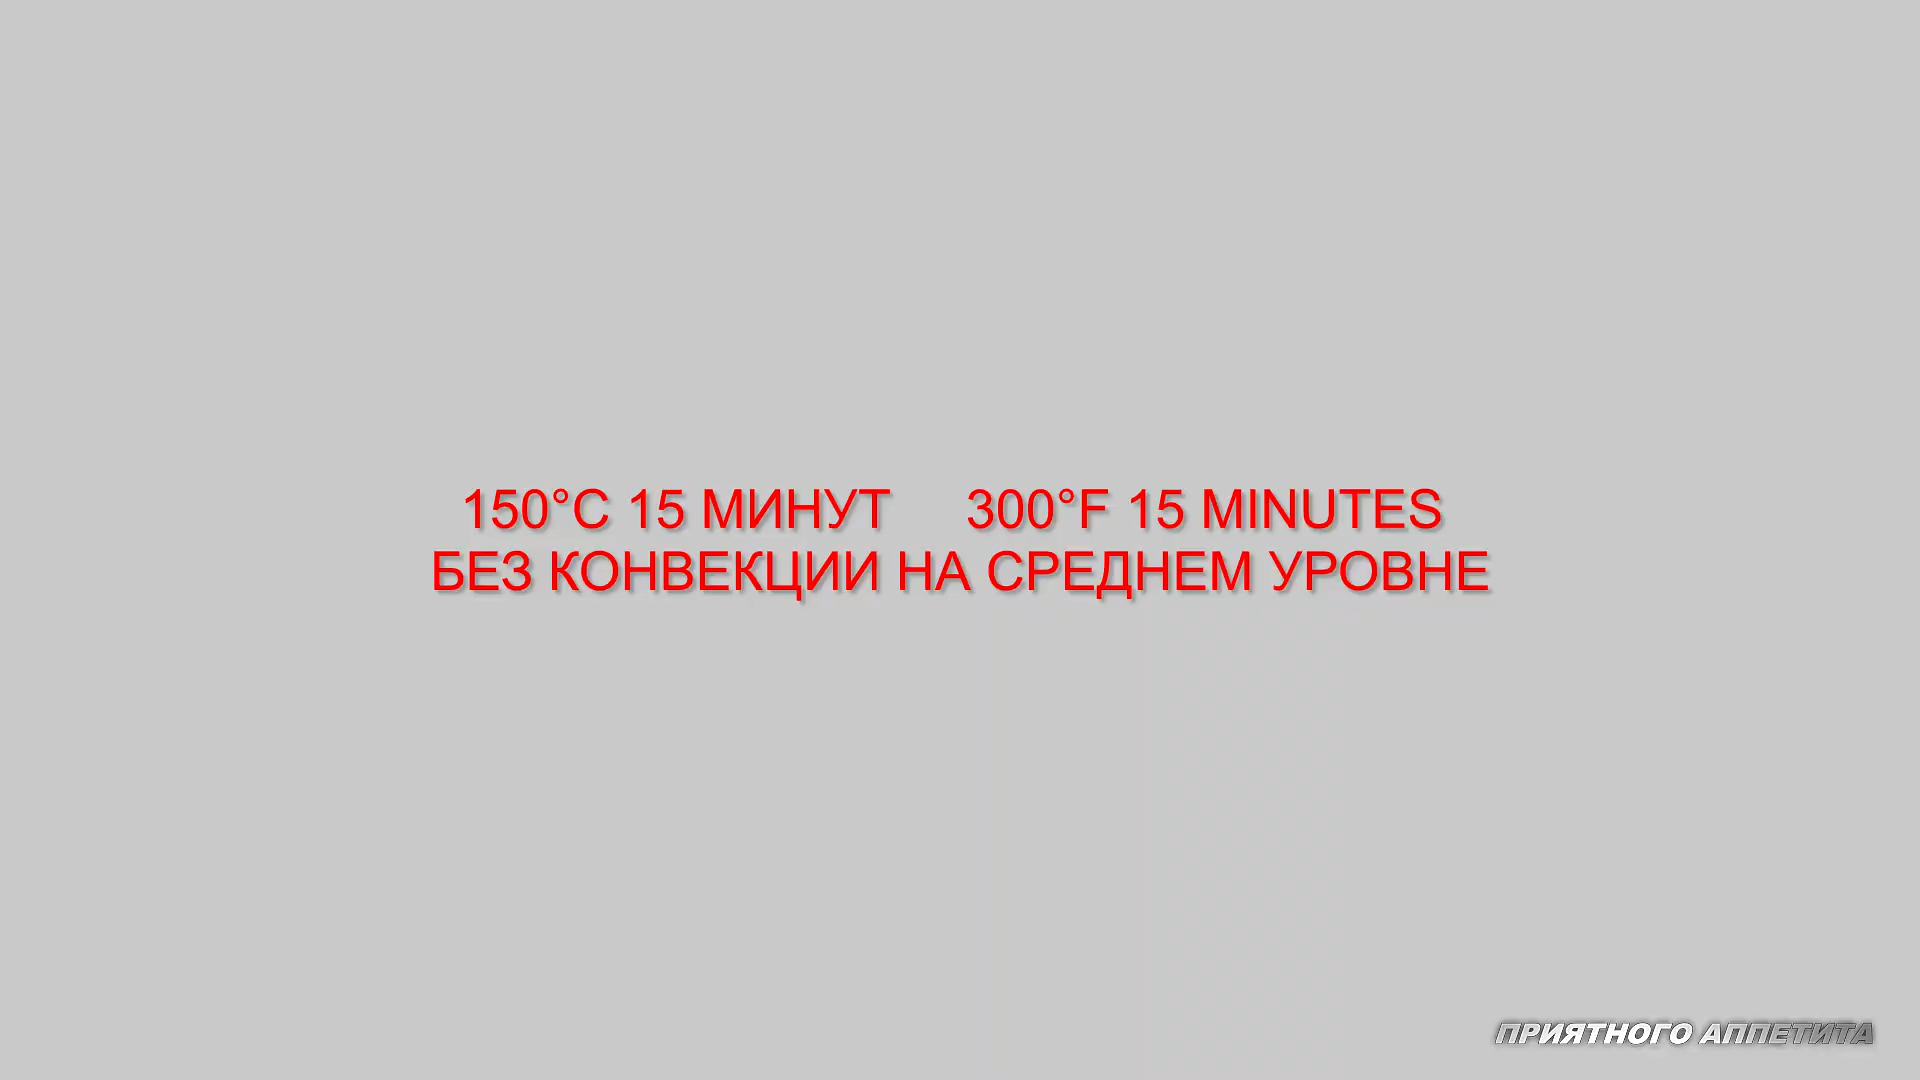 150°C 15 МИНУТ 300°F 15 MINUTES
БЕЗ КОНВЕКЦИИ НА СРЕДНЕМ УРОВНЕ
ПРИЯТНОГО АППЕТИТА